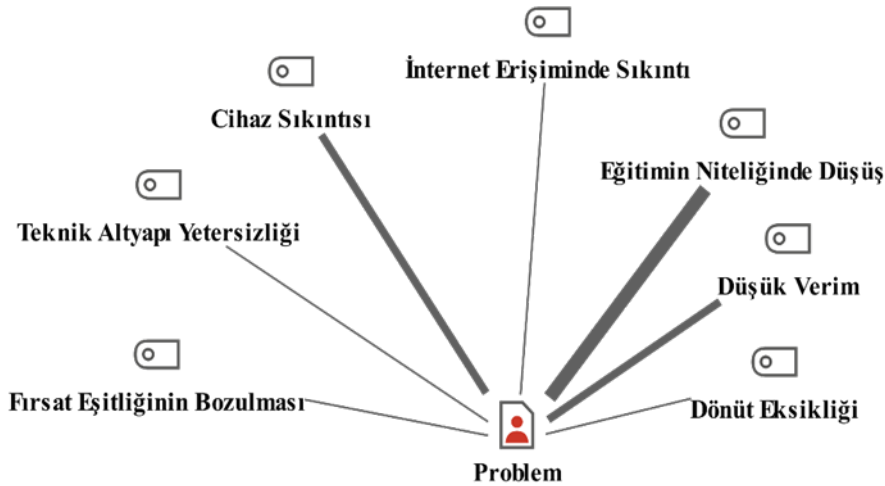 İnternet Erişiminde Sıkıntı
Cihaz Sıkıntısı
Eğitimin Niteliğinde Düşüş
Teknik Altyapı Yetersizliği
Düşük Verim
Fırsat Eşitliğinin Bozulması
Dönüt Eksikliği
Problem